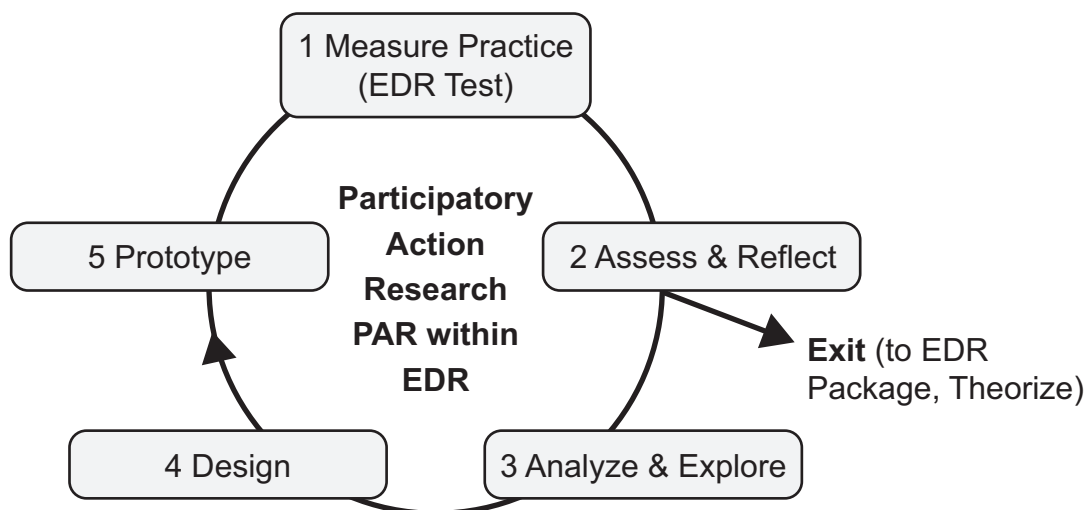 1 Measure Practice
(EDR Test)
Participatory
Action
Research
PAR within
EDR
2 Assess & Reflect
Exit (to EDR
Package, Theorize)
3 Analyze & Explore
4 Design
5 Prototype